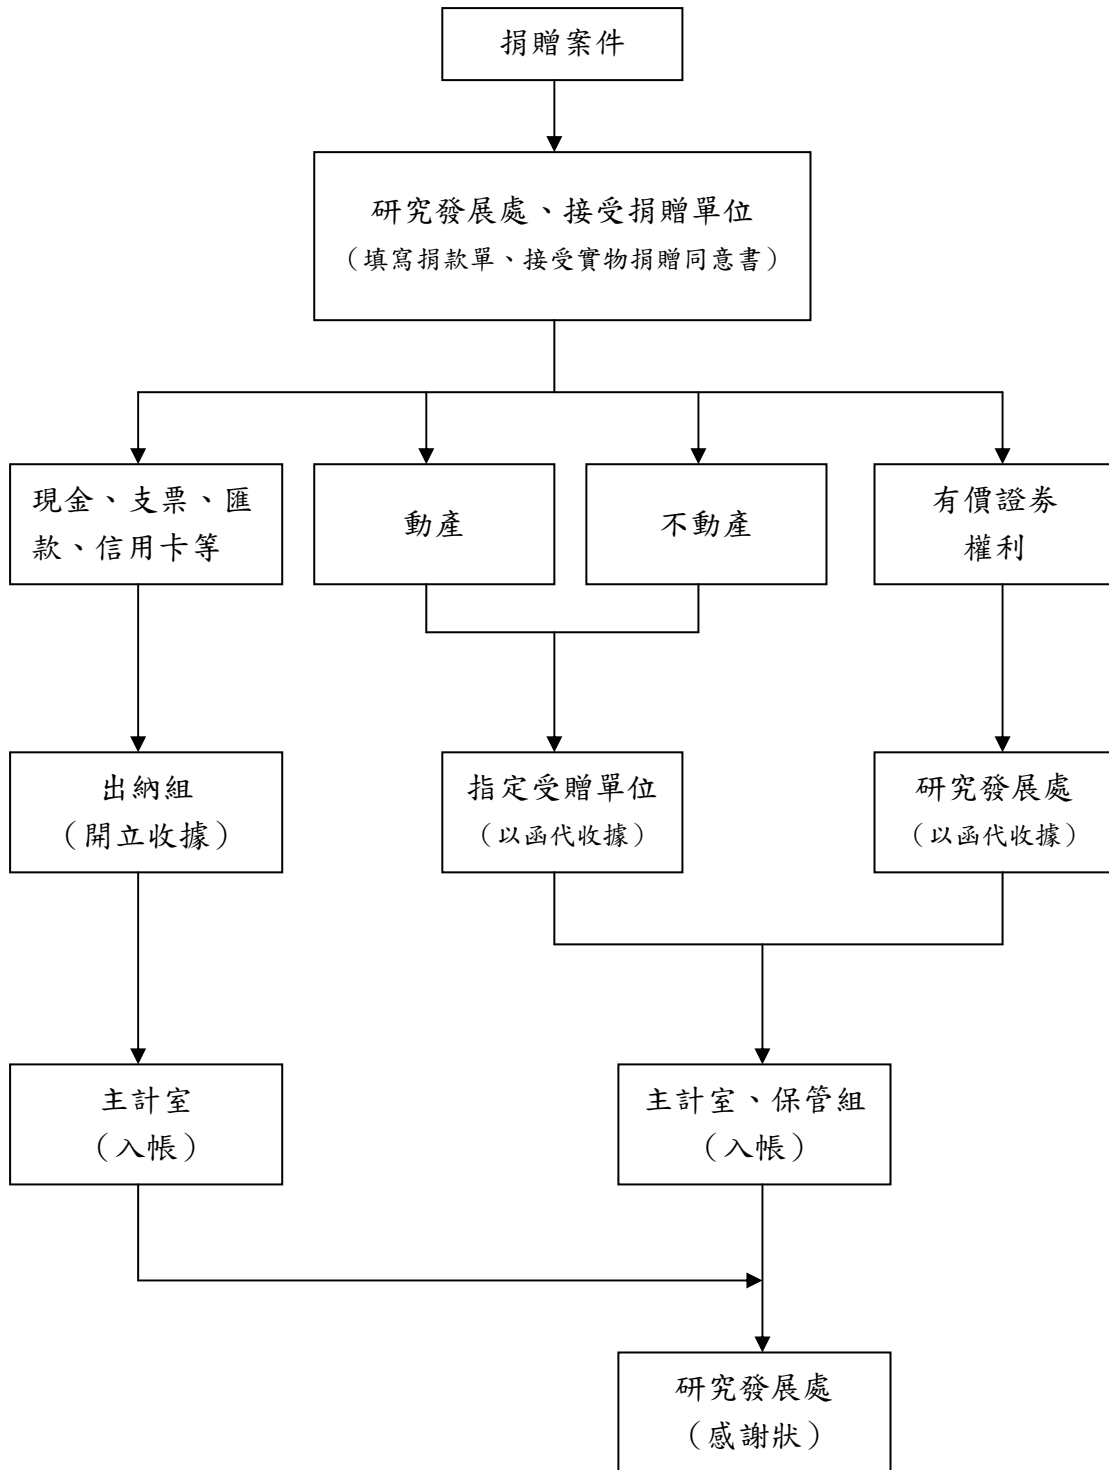 捐贈案件
研究發展處、接受捐贈單位
（填寫捐款單、接受實物捐贈同意書）
現金、支票、匯
款、信用卡等
動產
不動產
有價證券
權利
出納組
（開立收據）
指定受贈單位
（以函代收據）
研究發展處
（以函代收據）
主計室
（入帳）
主計室、保管組
（入帳）
研究發展處
（感謝狀）